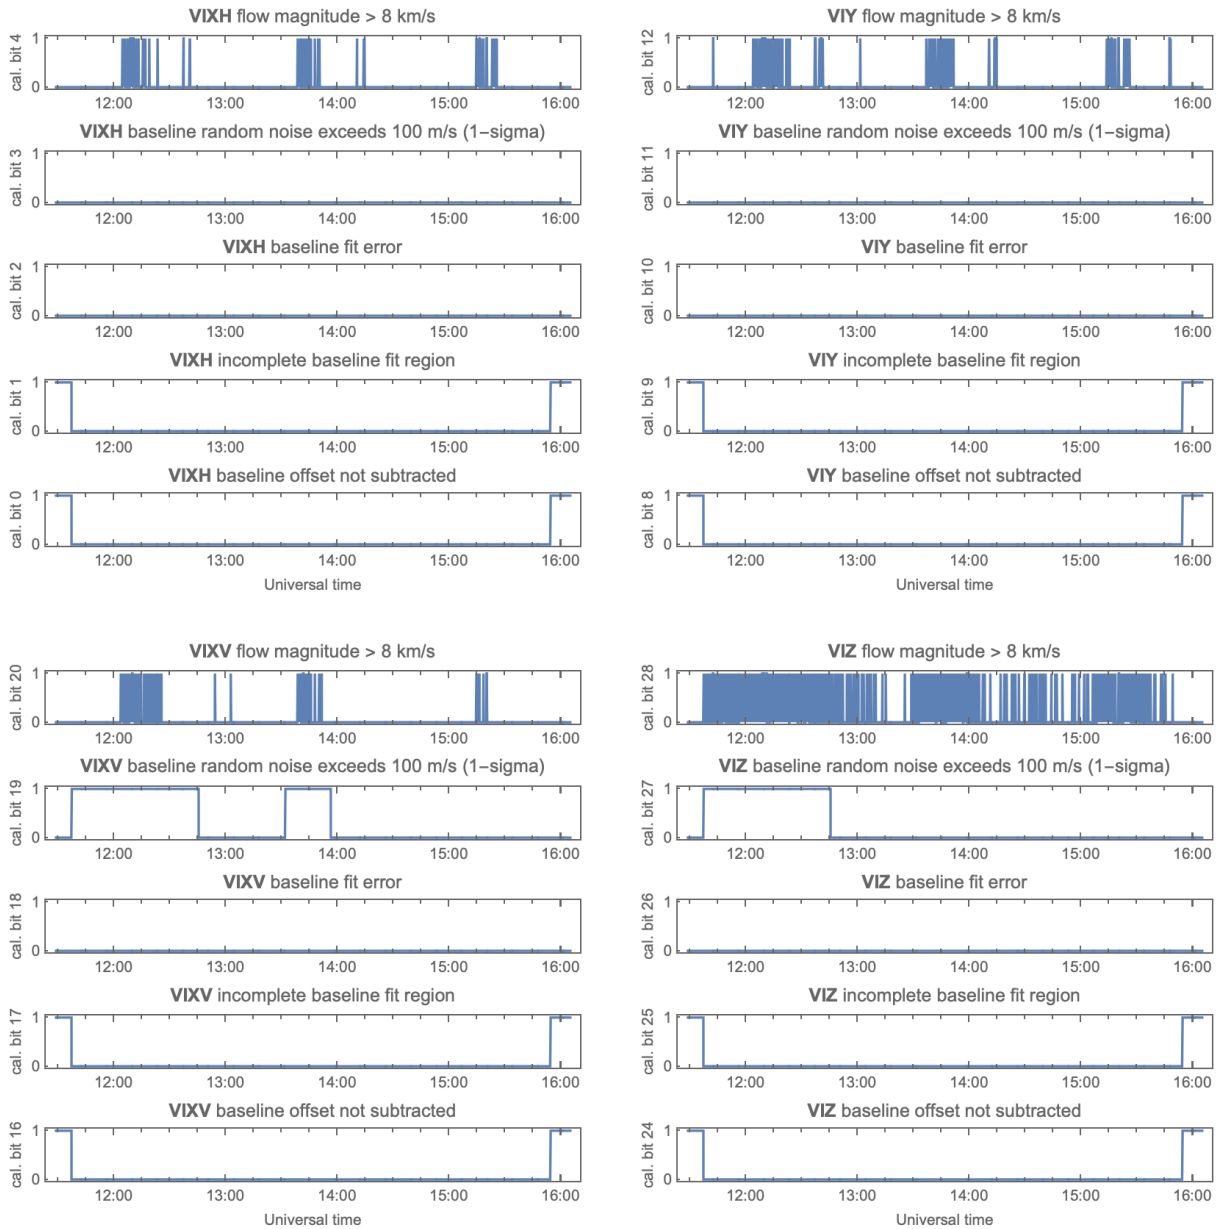 VIXH flow magnitude > 8 km/s
cal. bit 4
1
0
12:00 13:00 14:00 15:00 16:00
VIXH baseline random noise exceeds 100 m/s (1−sigma)
cal. bit 3
1
0
12:00 13:00 14:00 15:00 16:00
VIXH baseline fit error
cal. bit 2
1
0
12:00 13:00 14:00 15:00 16:00
VIXH incomplete baseline fit region
cal. bit 1
1
0
12:00 13:00 14:00 15:00 16:00
VIXH baseline offset not subtracted
cal. bit 0
1
0
12:00 13:00 14:00 15:00 16:00
Universal time
VIY flow magnitude > 8 km/s
cal. bit 12
1
0
12:00 13:00 14:00 15:00 16:00
VIY baseline random noise exceeds 100 m/s (1−sigma)
cal. bit 11
1
0
12:00 13:00 14:00 15:00 16:00
VIY baseline fit error
cal. bit 10
1
0
12:00 13:00 14:00 15:00 16:00
VIY incomplete baseline fit region
cal. bit 9
1
0
12:00 13:00 14:00 15:00 16:00
VIY baseline offset not subtracted
cal. bit 8
1
0
12:00 13:00 14:00 15:00 16:00
Universal time
VIXV flow magnitude > 8 km/s
cal. bit 20
1
0
12:00 13:00 14:00 15:00 16:00
VIXV baseline random noise exceeds 100 m/s (1−sigma)
cal. bit 19
1
0
12:00 13:00 14:00 15:00 16:00
VIXV baseline fit error
cal. bit 18
1
0
12:00 13:00 14:00 15:00 16:00
VIXV incomplete baseline fit region
cal. bit 17
1
0
12:00 13:00 14:00 15:00 16:00
VIXV baseline offset not subtracted
cal. bit 16
1
0
12:00 13:00 14:00 15:00 16:00
Universal time
VIZ flow magnitude > 8 km/s
cal. bit 28
1
0
12:00 13:00 14:00 15:00 16:00
VIZ baseline random noise exceeds 100 m/s (1−sigma)
cal. bit 27
1
0
12:00 13:00 14:00 15:00 16:00
VIZ baseline fit error
cal. bit 26
1
0
12:00 13:00 14:00 15:00 16:00
VIZ incomplete baseline fit region
cal. bit 25
1
0
12:00 13:00 14:00 15:00 16:00
VIZ baseline offset not subtracted
cal. bit 24
1
0
12:00 13:00 14:00 15:00 16:00
Universal time